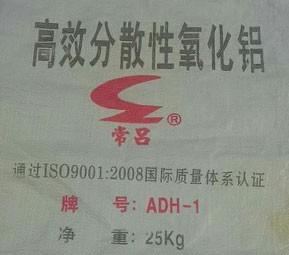 高效分散性氧化铝
®
常吕
通过ISO9001:2008国际质量体系认证
牌 号: ADH-1
净 重: 25Kg